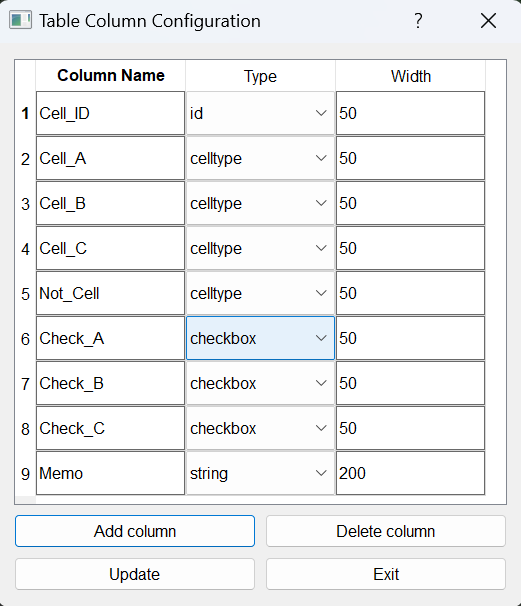 Table Column Configuration ?
Column Name Type Width
1 Cell_ID id 50
2 Cell_A celltype 50
3 Cell_B celltype 50
4 Cell_C celltype 50
5 Not_Cell celltype 50
6 Check_A checkbox 50
7 Check_B checkbox 50
8 Check_C checkbox 50
9 Memo string 200
Add column Delete column
Update Exit